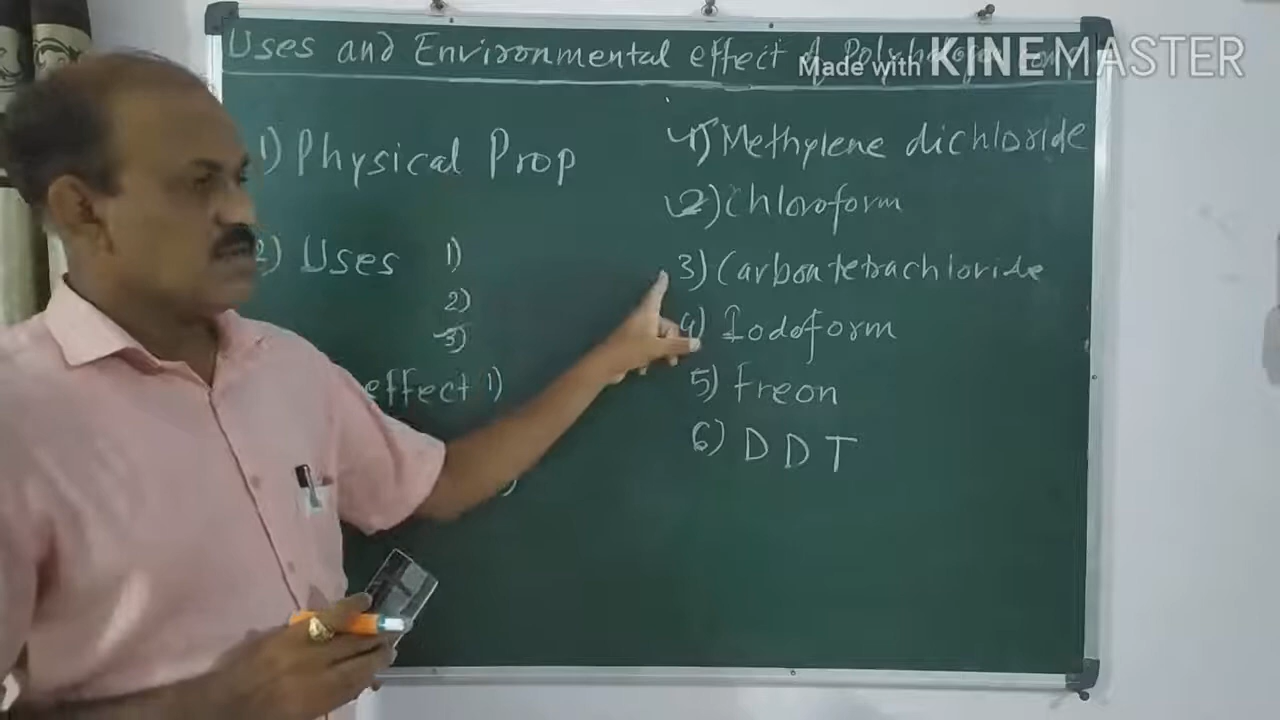 Uses and Environmental effect of
Made with KINEMASTER
1) Physical Prop
2) Uses 1)
2)
3)
effect 1)
1) Methylene dichloride
2) Chloroform
3) Carbontetrachloride
4) Iodoform
5) Freon
6) DDT